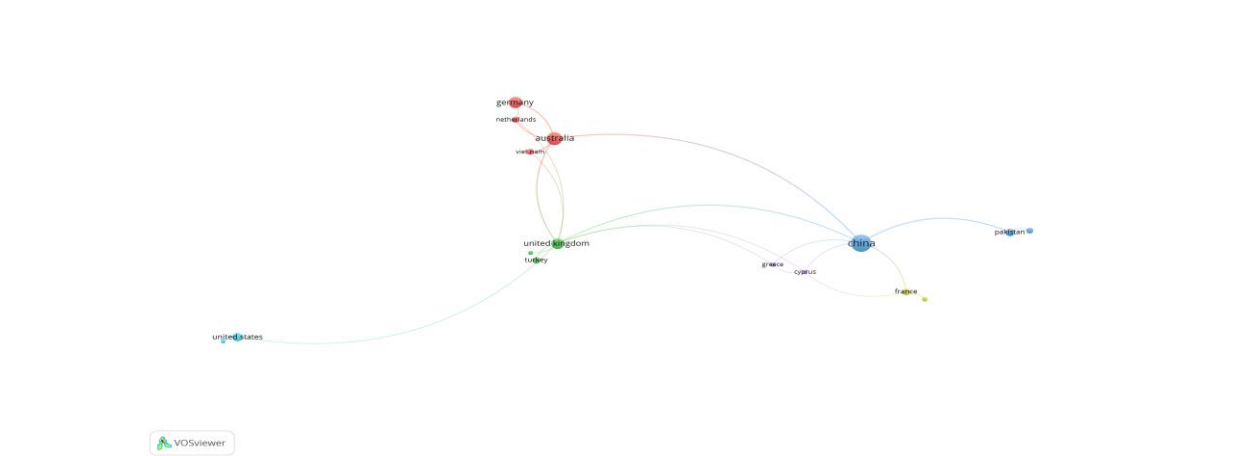 germany
netherlands
australia
vietnam
united kingdom
turkey
china
pakistan
greece
cyprus
france
united states
VOSviewer